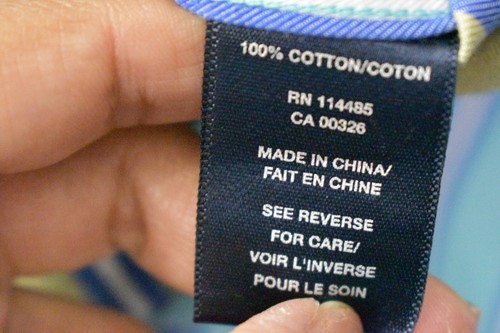 100% COTTON/COTON
RN 114485
CA 00326
MADE IN CHINA/
FAIT EN CHINE
SEE REVERSE
FOR CARE/
VOIR L'INVERSE
POUR LE SOIN